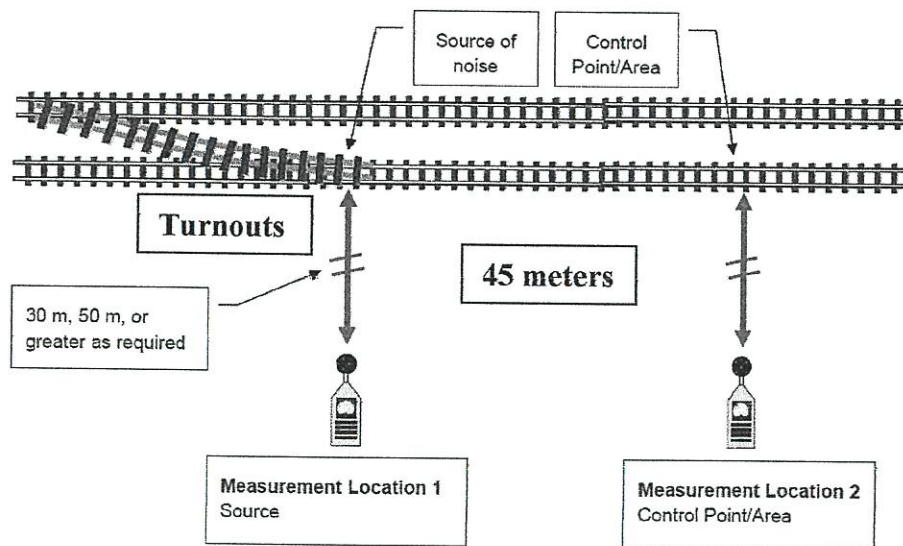 Source of
noise
Control
Point/Area
Turnouts
45 meters
30 m, 50 m, or
greater as required
Measurement Location 1
Source
Measurement Location 2
Control Point/Area